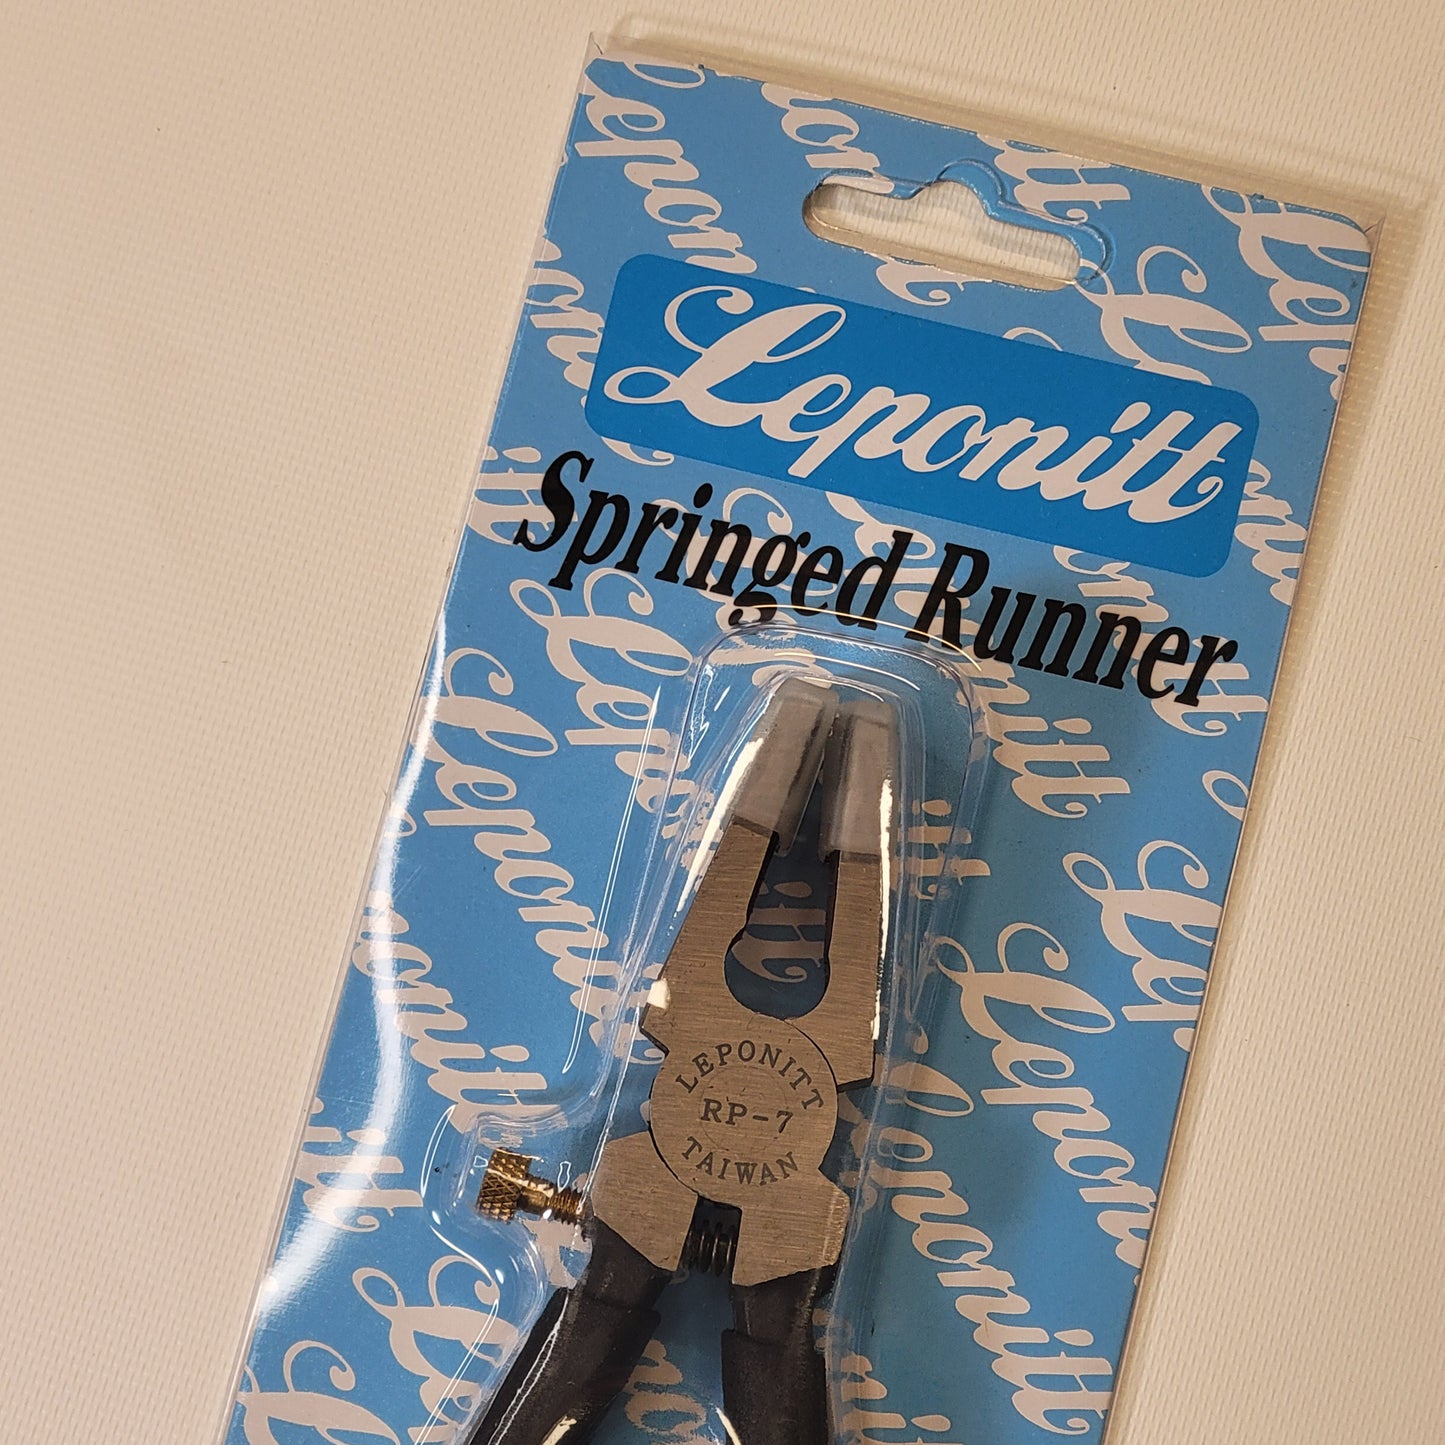 Leponitt
Springed Runner
LEPONITT
RP-7
TAIWAN